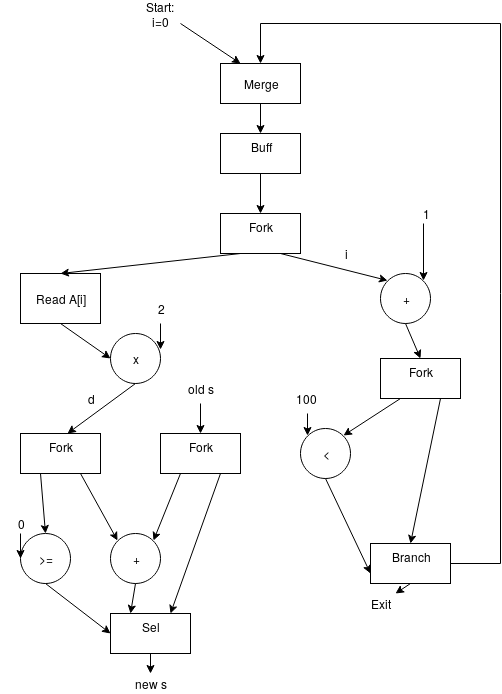 Start:
i=0
Merge
Buff
Fork
1
i
Read A[i]
+
2
x
Fork
old s
100
d
Fork
Fork
<
0
>=
+
Branch
Exit
Sel
new s